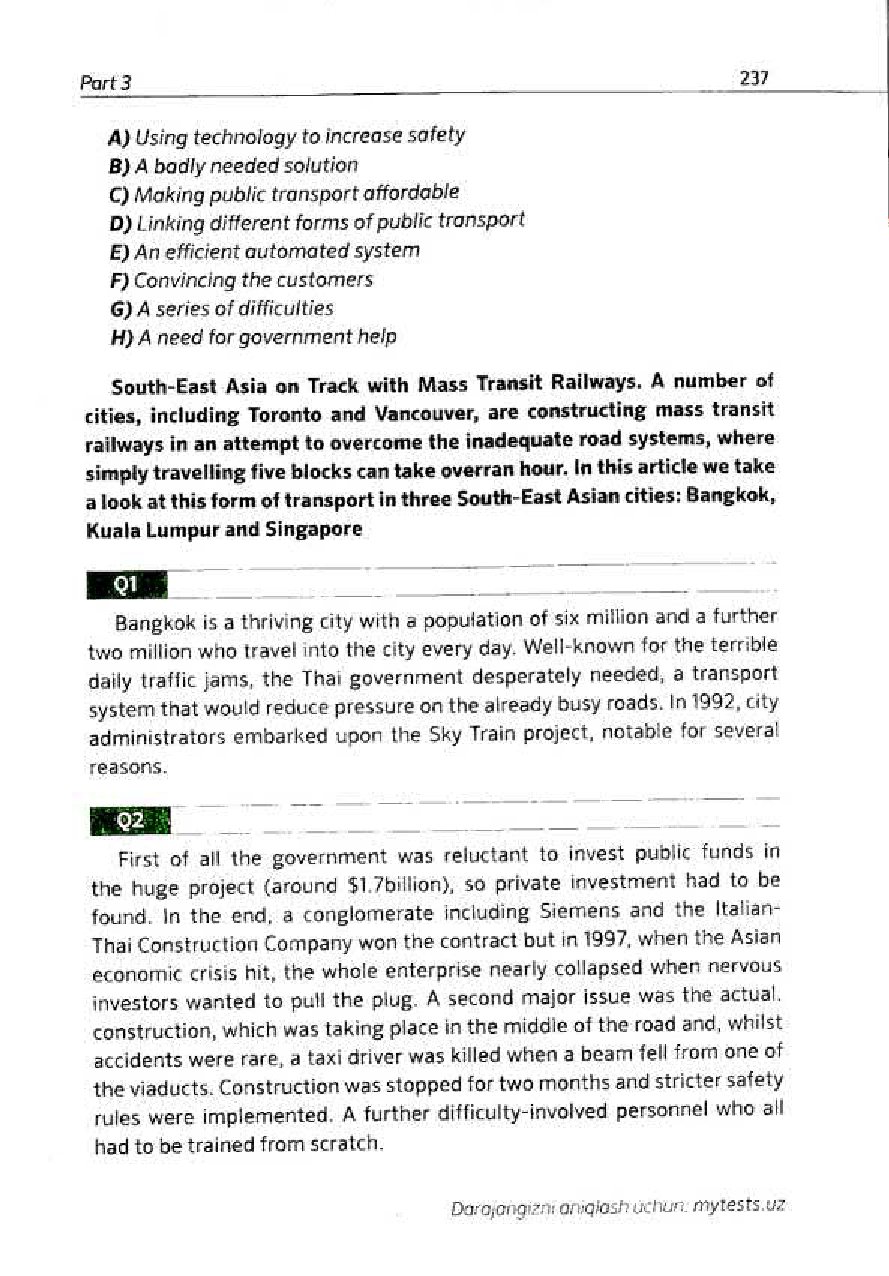 Part 3
237
A) Using technology to increase safety
B) A badly needed solution
C) Making public transport affordable
D) Linking different forms of public transport
E) An efficient automated system
F) Convincing the customers
G) A series of difficulties
H) A need for government help
South-East Asia on Track with Mass Transit Railways. A number of
cities, including Toronto and Vancouver, are constructing mass transit
railways in an attempt to overcome the inadequate road systems, where
simply travelling five blocks can take overran hour. In this article we take
a look at this form of transport in three South-East Asian cities: Bangkok,
Kuala Lumpur and Singapore
Q1
Bangkok is a thriving city with a population of six million and a further
two million who travel into the city every day. Well-known for the terrible
daily traffic jams, the Thai government desperately needed, a transport
system that would reduce pressure on the already busy roads. In 1992, city
administrators embarked upon the Sky Train project, notable for several
reasons.
Q2
First of all the government was reluctant to invest public funds in
the huge project (around $1.7billion), so private investment had to be
found. In the end, a conglomerate including Siemens and the Italian-
Thai Construction Company won the contract but in 1997, when the Asian
economic crisis hit, the whole enterprise nearly collapsed when nervous
investors wanted to pull the plug. A second major issue was the actual.
construction, which was taking place in the middle of the road and, whilst
accidents were rare, a taxi driver was killed when a beam fell from one of
the viaducts. Construction was stopped for two months and stricter safety
rules were implemented. A further difficulty-involved personnel who all
had to be trained from scratch.
Darajangizni aniqlash uchun: mytests.uz